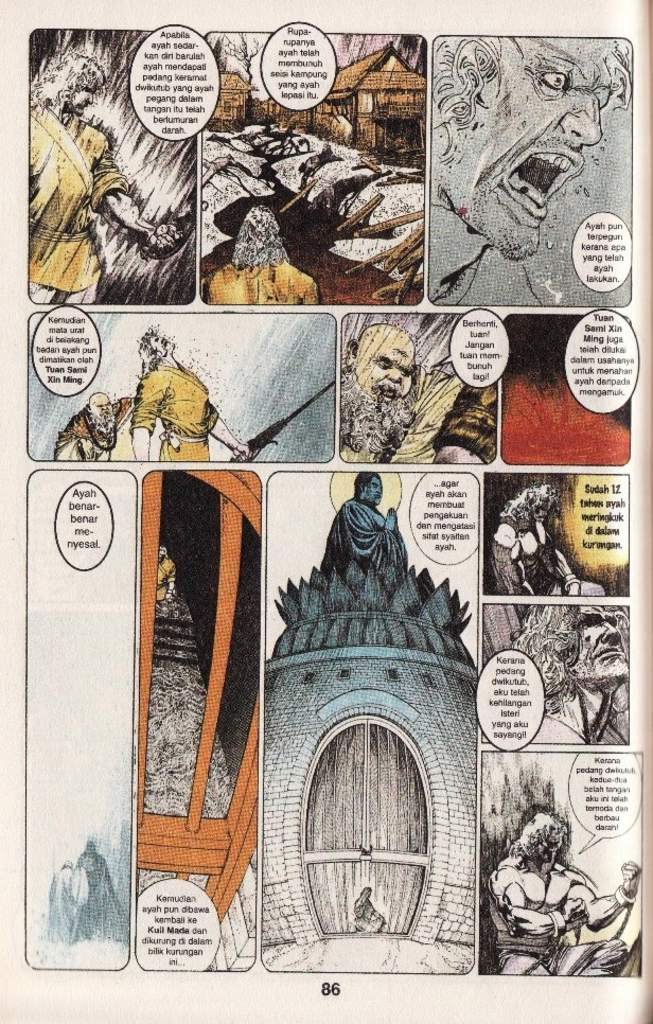 Apabila
ayah sedar-
kan diri barulah
ayah mendapati
pedang keramat
dwikutub yang ayah
pegang dalam
tangan itu telah
berlumuran
darah.
Rupa-
rupanya
ayah telah
membunuh
seisi kampung
yang ayah
lepasi itu.
Ayah pun
terpegun
kerana apa
yang telah
ayah
lakukan.
Kemudian
mata urat
di belakang
badan ayah pun
dimatikan oleh
Tuan Sami
Xin Ming.
Berhenti,
tuan!
Jangan
tuan mem-
bunuh
lagi!
Tuan
Sami Xin
Ming juga
telah dilukai
dalam usahanya
untuk menahan
ayah daripada
mengamuk.
Ayah
benar-
benar
me-
nyesal.
Kemudian
ayah pun dibawa
kembali ke
Kuil Mada dan
dikurung di dalam
bilik kurungan
ini...
...agar
ayah akan
membuat
pengakuan
dan mengatasi
sifat syaitan
ayah.
Sudah 12
tahun ayah
meringkuk
di dalam
kurungan.
Kerana
pedang
dwikutub,
aku telah
kehilangan
isteri
yang aku
sayangi!
Kerana
pedang dwikutub,
kedua-dua
belah tangan
aku ini telah
ternoda dan
berbau
darah!
86